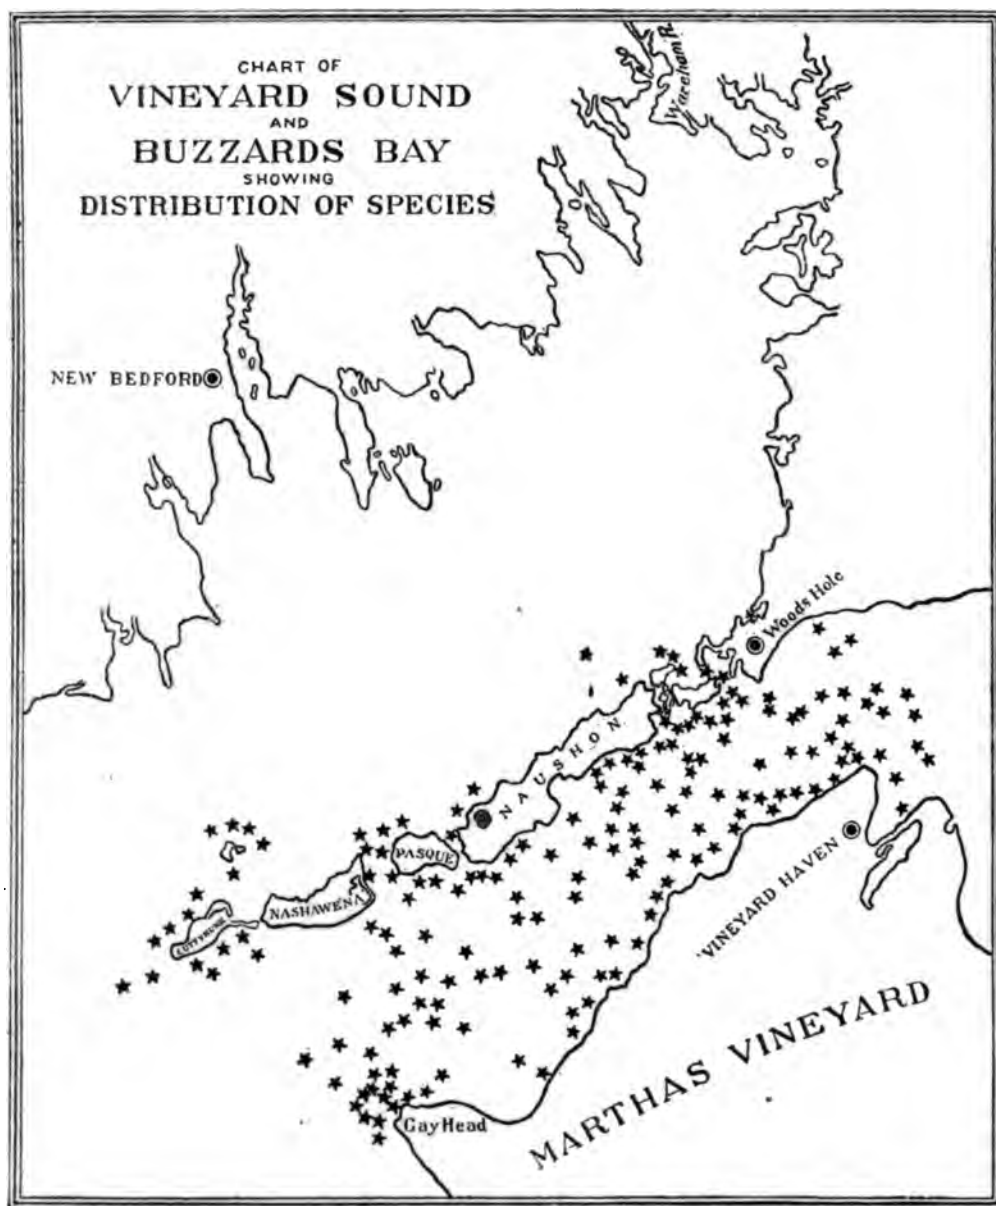 CHART OF
VINEYARD SOUND
AND
BUZZARDS BAY
SHOWING
DISTRIBUTION OF SPECIES
Wareham R.
NEW BEDFORD
Woods Hole
NAUSHON
PASQUE
NASHAWENA
CUTTYHUNK
VINEYARD HAVEN
MARTHAS VINEYARD
Gay Head